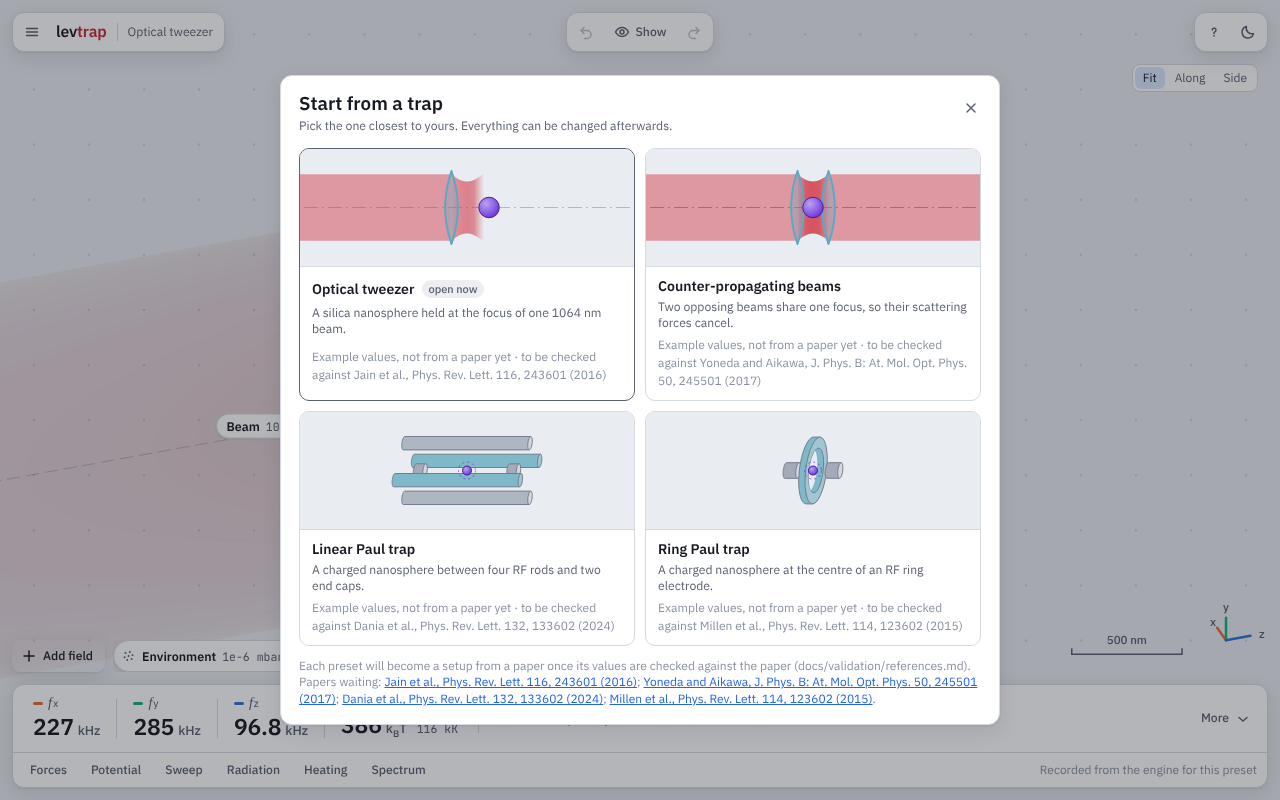 levtrap
Optical tweezer
Show
?
Fit
Along
Side
Start from a trap
Pick the one closest to yours. Everything can be changed afterwards.
Optical tweezer
open now
A silica nanosphere held at the focus of one 1064 nm
beam.
Example values, not from a paper yet · to be checked
against Jain et al., Phys. Rev. Lett. 116, 243601 (2016)
Counter-propagating beams
Two opposing beams share one focus, so their scattering
forces cancel.
Example values, not from a paper yet · to be checked
against Yoneda and Aikawa, J. Phys. B: At. Mol. Opt. Phys.
50, 245501 (2017)
Linear Paul trap
A charged nanosphere between four RF rods and two
end caps.
Example values, not from a paper yet · to be checked
against Dania et al., Phys. Rev. Lett. 132, 133602 (2024)
Ring Paul trap
A charged nanosphere at the centre of an RF ring
electrode.
Example values, not from a paper yet · to be checked
against Millen et al., Phys. Rev. Lett. 114, 123602 (2015)
Each preset will become a setup from a paper once its values are checked against the paper (docs/validation/references.md).
Papers waiting: Jain et al., Phys. Rev. Lett. 116, 243601 (2016); Yoneda and Aikawa, J. Phys. B: At. Mol. Opt. Phys. 50, 245501
(2017); Dania et al., Phys. Rev. Lett. 132, 133602 (2024); Millen et al., Phys. Rev. Lett. 114, 123602 (2015).
Beam 10
y
x
z
500 nm
Add field
Environment 1e-6 mbar
fx
227 kHz
fy
285 kHz
fz
96.8 kHz
386 kBT 116 kK
More
Forces
Potential
Sweep
Radiation
Heating
Spectrum
Recorded from the engine for this preset